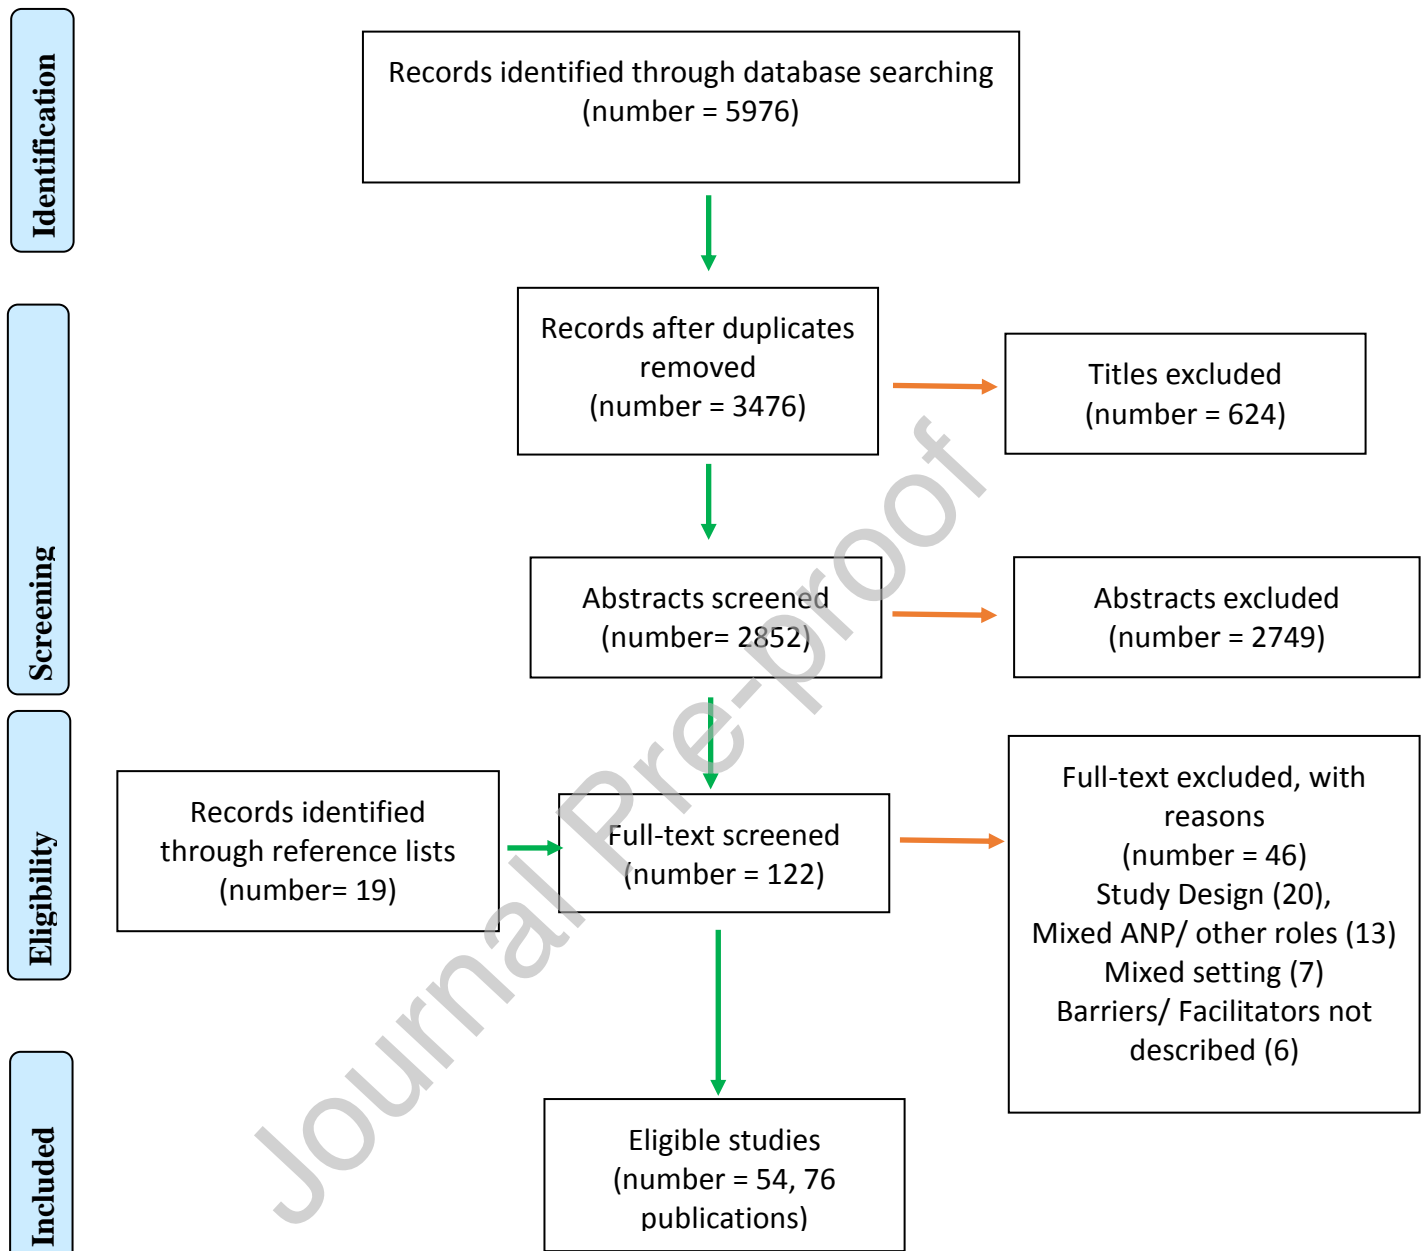 Identification
Records identified through database searching
(number = 5976)
Records after duplicates
removed
(number = 3476)
Titles excluded
(number = 624)
Screening
Abstracts screened
(number= 2852)
Abstracts excluded
(number = 2749)
Eligibility
Records identified
through reference lists
(number= 19)
Full-text screened
(number = 122)
Full-text excluded, with
reasons
(number = 46)
Study Design (20),
Mixed ANP/ other roles (13)
Mixed setting (7)
Barriers/ Facilitators not
described (6)
Included
Eligible studies
(number = 54, 76
publications)
Journal Pre-proof